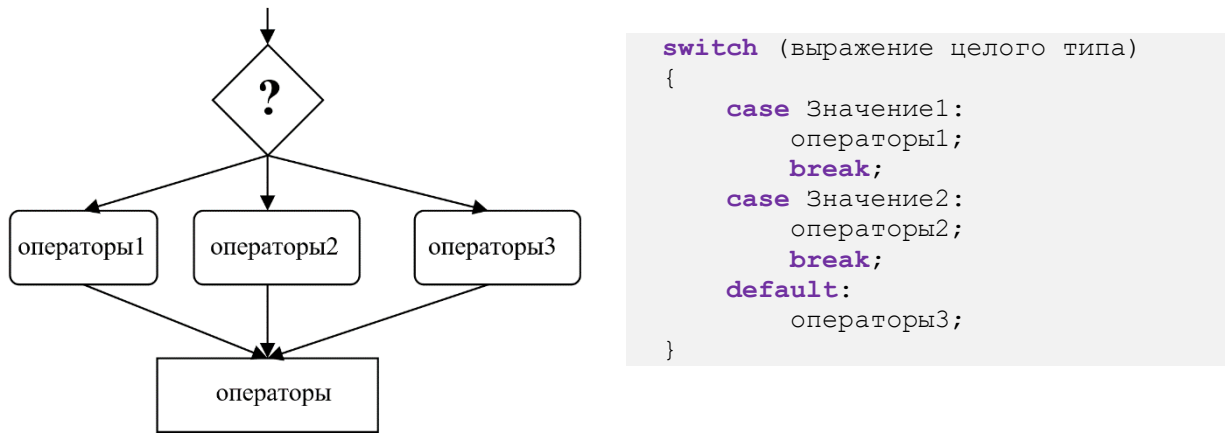 ?
операторы1
операторы2
операторы3
операторы
switch (выражение целого типа)
{
    case Значение1:
        операторы1;
        break;
    case Значение2:
        операторы2;
        break;
    default:
        операторы3;
}